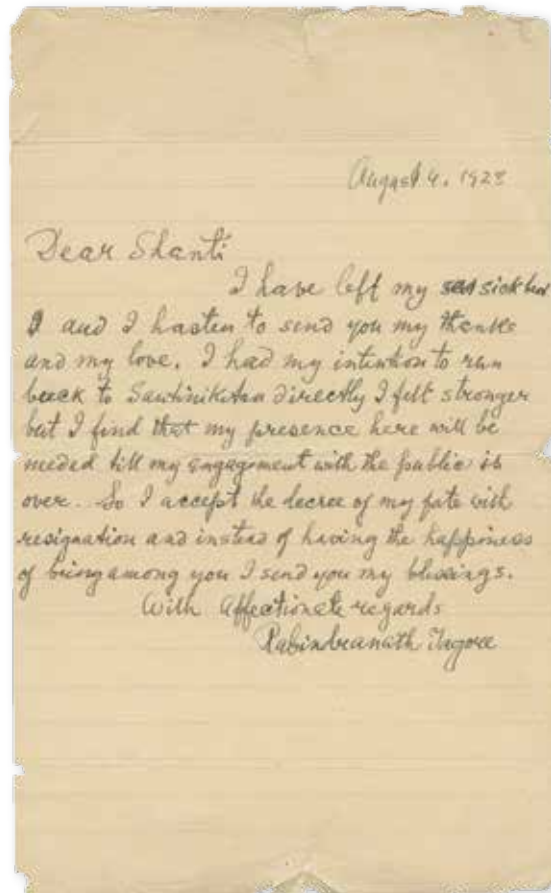 August 4. 1928
Dear Shanti
I have left my sick bed
and I hasten to send you my thanks
and my love. I had my intention to run
back to Santiniketan directly I felt stronger
but I find that my presence here will be
needed till my engagement with the public is
over. So I accept the decree of my fate with
resignation and instead of having the happiness
of being among you I send you my blessings.
With affectionate regards
Rabindranath Tagore